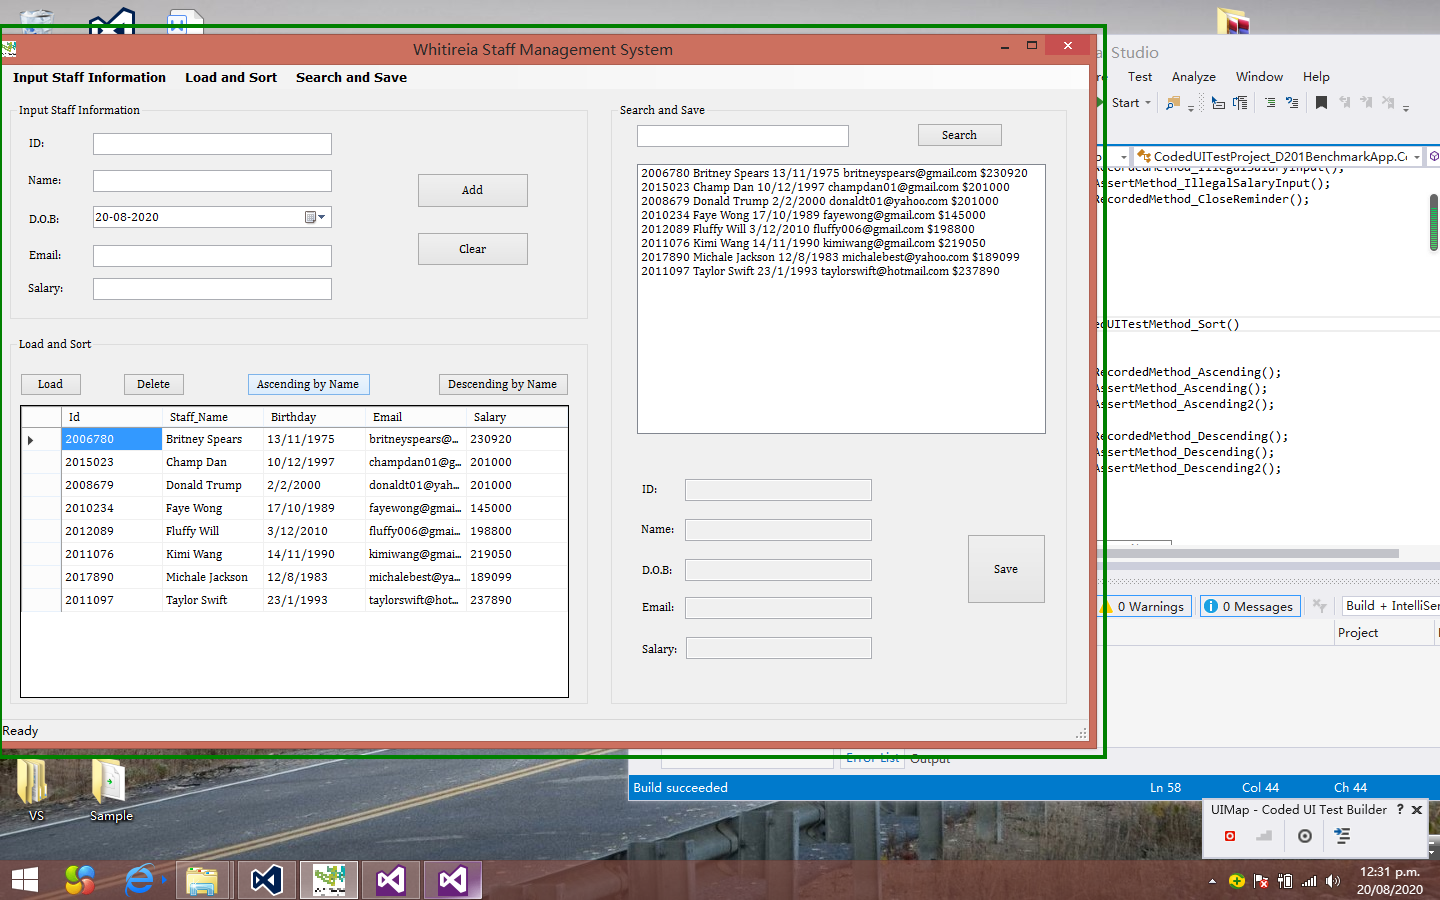 Whitireia Staff Management System
Input Staff Information Load and Sort Search and Save
Input Staff Information
ID:
Name:
D.O.B: 20-08-2020
Email:
Salary:
Add
Clear
Load and Sort
Load Delete Ascending by Name Descending by Name
Id Staff_Name Birthday Email Salary
2006780 Britney Spears 13/11/1975 britneyspears@... 230920
2015023 Champ Dan 10/12/1997 champdan01@g... 201000
2008679 Donald Trump 2/2/2000 donaldt01@yah... 201000
2010234 Faye Wong 17/10/1989 fayewong@gmai... 145000
2012089 Fluffy Will 3/12/2010 fluffy006@gmai... 198800
2011076 Kimi Wang 14/11/1990 kimiwang@gmai... 219050
2017890 Michale Jackson 12/8/1983 michalebest@ya... 189099
2011097 Taylor Swift 23/1/1993 taylorswift@hot... 237890
Ready
Search and Save
Search
2006780 Britney Spears 13/11/1975 britneyspears@gmail.com $230920
2015023 Champ Dan 10/12/1997 champdan01@gmail.com $201000
2008679 Donald Trump 2/2/2000 donaldt01@yahoo.com $201000
2010234 Faye Wong 17/10/1989 fayewong@gmail.com $145000
2012089 Fluffy Will 3/12/2010 fluffy006@gmail.com $198800
2011076 Kimi Wang 14/11/1990 kimiwang@gmail.com $219050
2017890 Michale Jackson 12/8/1983 michalebest@yahoo.com $189099
2011097 Taylor Swift 23/1/1993 taylorswift@hotmail.com $237890
ID:
Name:
D.O.B:
Email:
Salary:
Save
Studio
Test Analyze Window Help
Start
CodedUITestProject_D201BenchmarkApp.Co
RecordedMethod_IllegalSalaryInput();
AssertMethod_IllegalSalaryInput();
RecordedMethod_CloseReminder();
edUITestMethod_Sort()
RecordedMethod_Ascending();
AssertMethod_Ascending();
AssertMethod_Ascending2();
RecordedMethod_Descending();
AssertMethod_Descending();
AssertMethod_Descending2();
0 Warnings 0 Messages Build + IntelliSen
Project
Error List Output
Build succeeded Ln 58 Col 44 Ch 44
UIMap - Coded UI Test Builder
VS
Sample
12:31 p.m.
20/08/2020